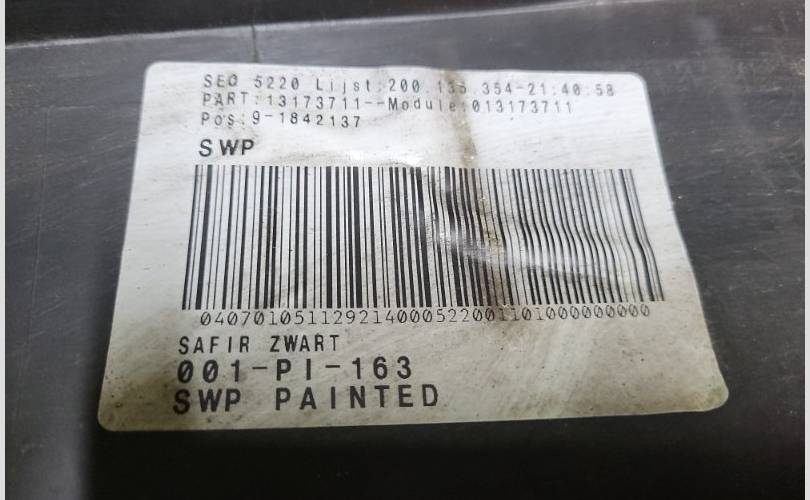 SEQ 5220 Lijst:200.135.354-21:40:58
PART:13173711--Module:013173711
Pos:9-1842137
SWP
040701051129214000522001101000000000
SAFIR ZWART
001-PI-163
SWP PAINTED